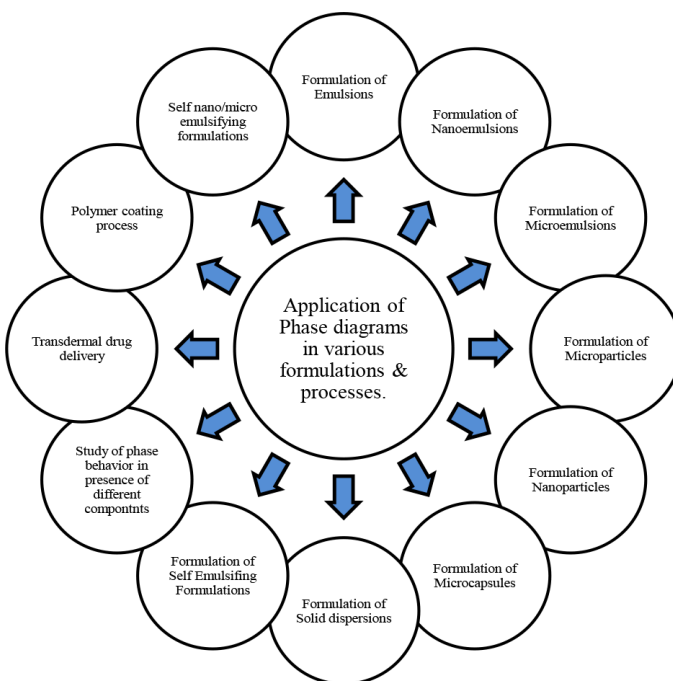 Application of
Phase diagrams
in various
formulations &
processes.
Formulation of
Emulsions
Formulation of
Nanoemulsions
Formulation of
Microemulsions
Formulation of
Microparticles
Formulation of
Nanoparticles
Formulation of
Microcapsules
Formulation of
Solid dispersions
Formulation of
Self Emulsifing
Formulations
Study of phase
behavior in
presence of
different
compontnts
Transdermal drug
delivery
Polymer coating
process
Self nano/micro
emulsifying
formulations